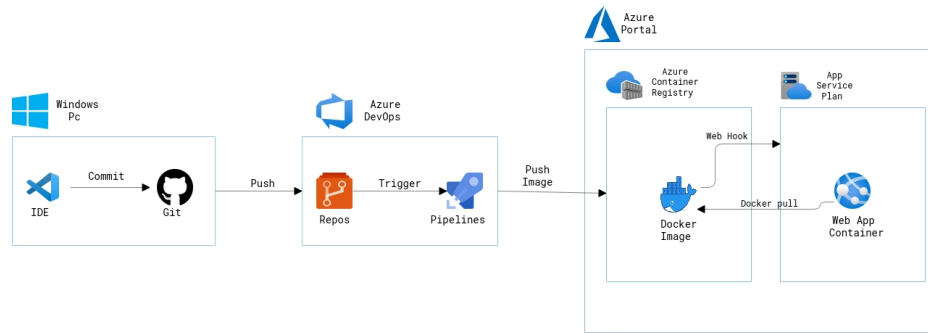 Azure
Portal
Windows
Pc
Azure
DevOps
Azure
Container
Registry
App
Service
Plan
Commit
IDE
Git
Push
Trigger
Repos
Pipelines
Push
Image
Web Hook
Docker pull
Docker
Image
Web App
Container